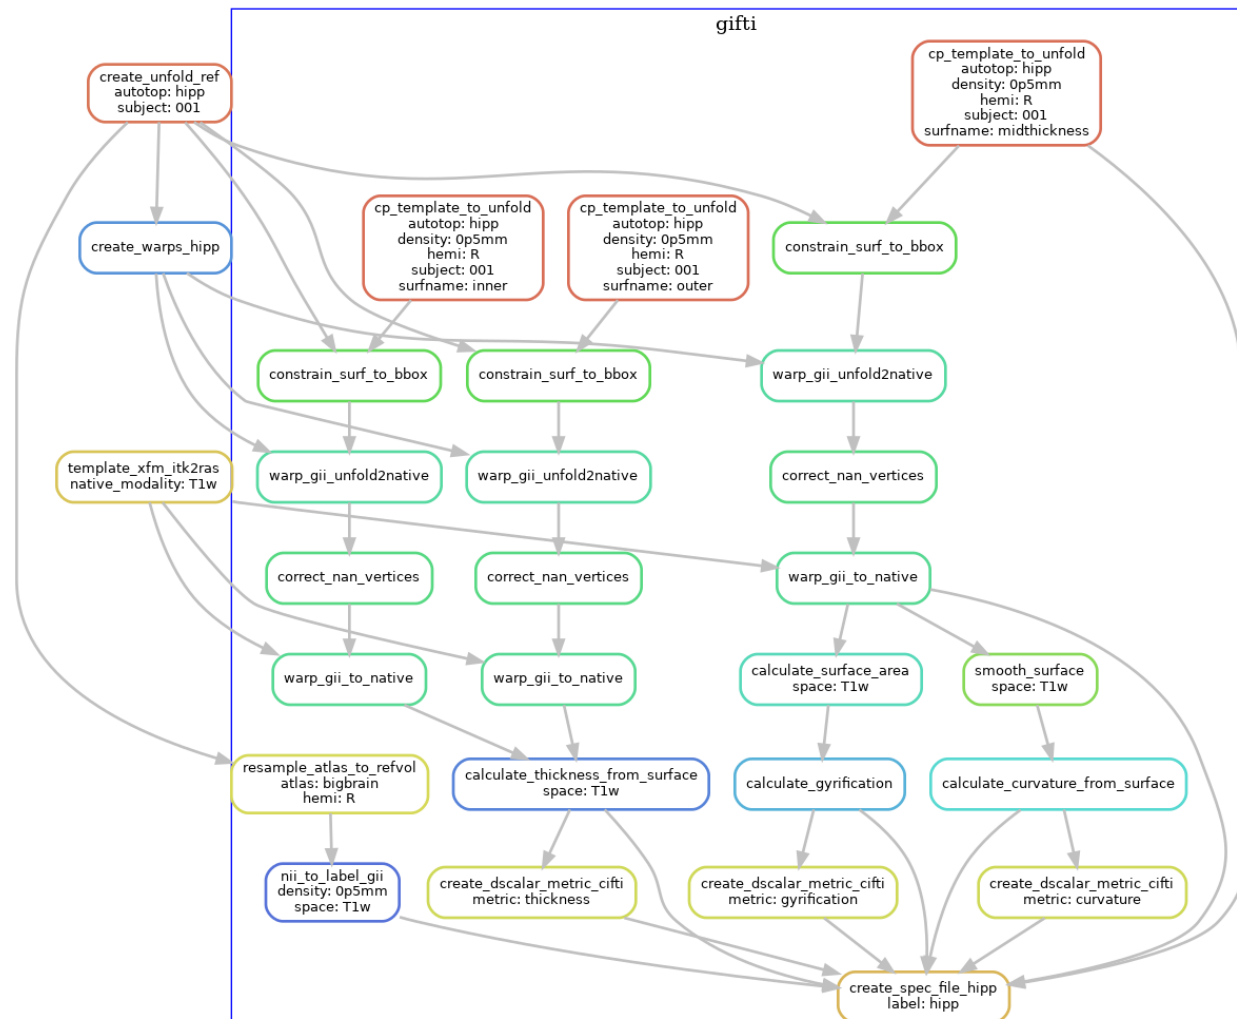 gifti
create_unfold_ref
autotop: hipp
subject: 001
cp_template_to_unfold
autotop: hipp
density: 0p5mm
hemi: R
subject: 001
surfname: midthickness
create_warps_hipp
cp_template_to_unfold
autotop: hipp
density: 0p5mm
hemi: R
subject: 001
surfname: inner
cp_template_to_unfold
autotop: hipp
density: 0p5mm
hemi: R
subject: 001
surfname: outer
constrain_surf_to_bbox
constrain_surf_to_bbox
constrain_surf_to_bbox
warp_gii_unfold2native
template_xfm_itk2ras
native_modality: T1w
warp_gii_unfold2native
warp_gii_unfold2native
correct_nan_vertices
correct_nan_vertices
correct_nan_vertices
warp_gii_to_native
warp_gii_to_native
warp_gii_to_native
calculate_surface_area
space: T1w
smooth_surface
space: T1w
resample_atlas_to_refvol
atlas: bigbrain
hemi: R
calculate_thickness_from_surface
space: T1w
calculate_gyrification
calculate_curvature_from_surface
nii_to_label_gii
density: 0p5mm
space: T1w
create_dscalar_metric_cifti
metric: thickness
create_dscalar_metric_cifti
metric: gyrification
create_dscalar_metric_cifti
metric: curvature
create_spec_file_hipp
label: hipp